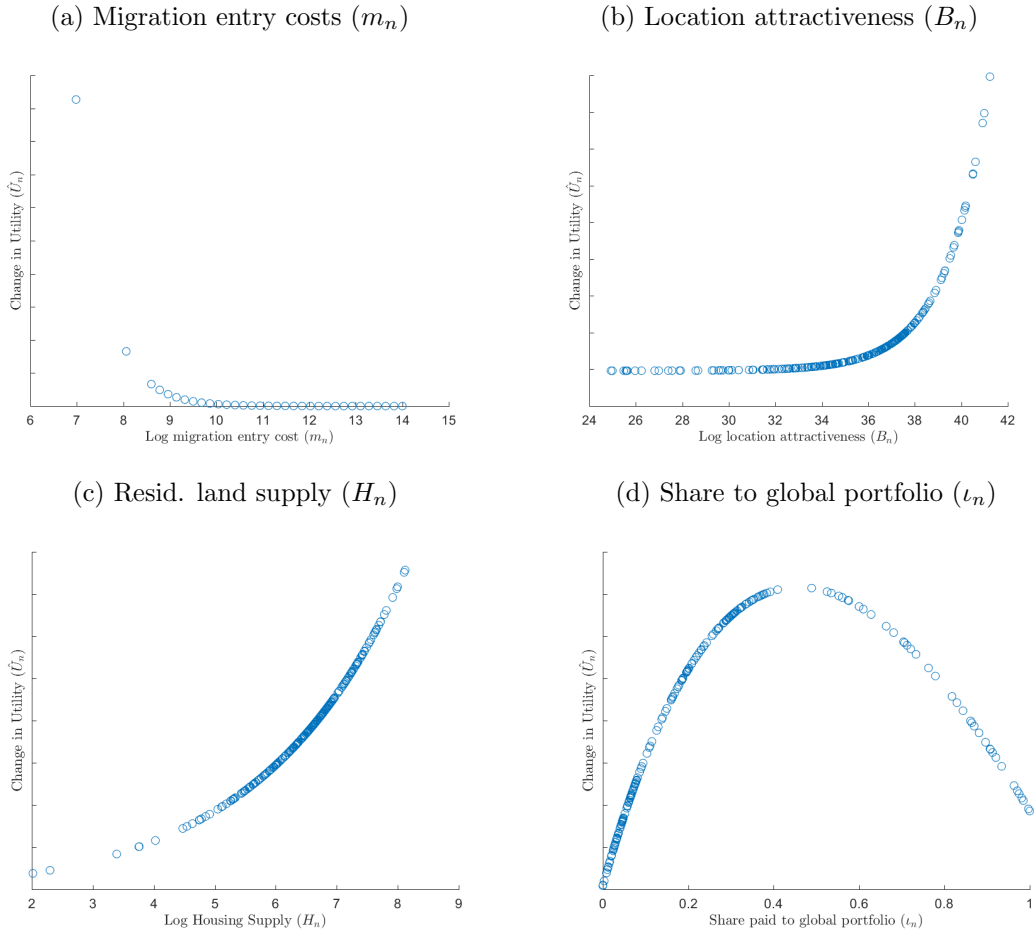 (a) Migration entry costs (mₙ)
Change in Utility (Ûₙ)
6 7 8 9 10 11 12 13 14 15
Log migration entry cost (mₙ)
(b) Location attractiveness (Bₙ)
Change in Utility (Ûₙ)
24 26 28 30 32 34 36 38 40 42
Log location attractiveness (Bₙ)
(c) Resid. land supply (Hₙ)
Change in Utility (Ûₙ)
2 3 4 5 6 7 8 9
Log Housing Supply (Hₙ)
(d) Share to global portfolio (ιₙ)
Change in Utility (Ûₙ)
0 0.2 0.4 0.6 0.8 1
Share paid to global portfolio (ιₙ)